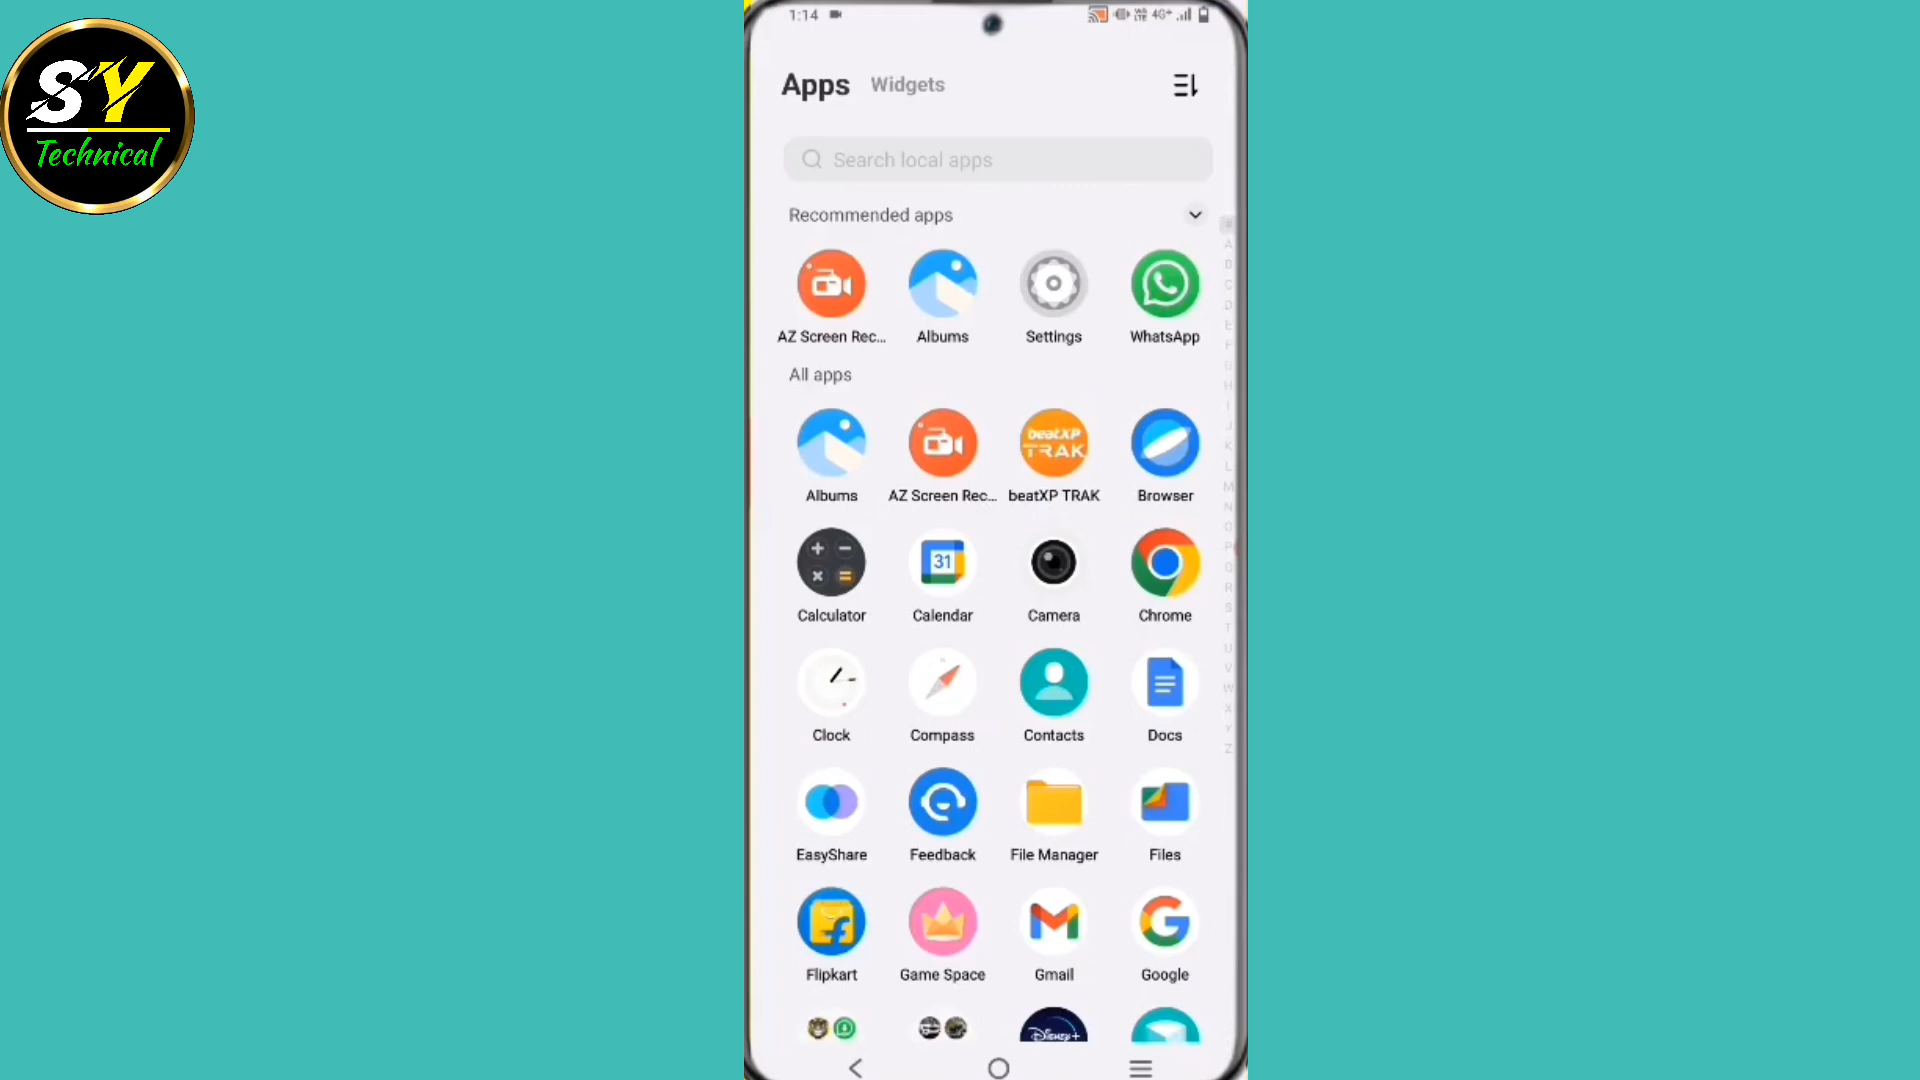 SY
Technical
1:14
4G+
Apps Widgets
Search local apps
Recommended apps
AZ Screen Rec... Albums Settings WhatsApp
All apps
beatXP
TRAK
Albums AZ Screen Rec... beatXP TRAK Browser
31
Calculator Calendar Camera Chrome
Clock Compass Contacts Docs
EasyShare Feedback File Manager Files
Flipkart Game Space Gmail Google
Disney+
A
B
C
D
E
F
G
H
I
J
K
L
M
N
O
P
Q
R
S
T
U
V
W
X
Y
Z